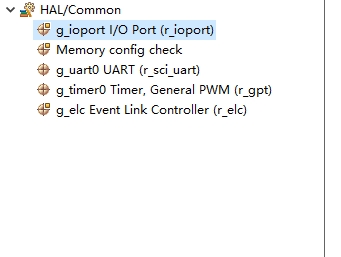 HAL/Common
g_ioport I/O Port (r_ioport)
Memory config check
g_uart0 UART (r_sci_uart)
g_timer0 Timer, General PWM (r_gpt)
g_elc Event Link Controller (r_elc)